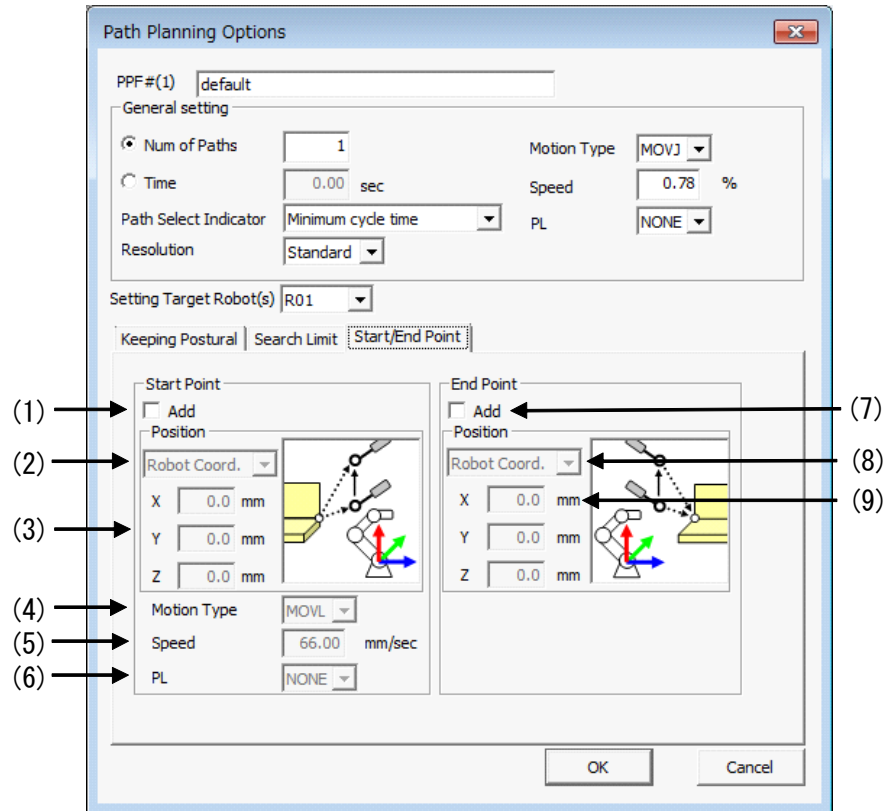 Path Planning Options
PPF#(1) default
General setting
Num of Paths 1
Motion Type MOVJ
Time 0.00 sec
Speed 0.78 %
Path Select Indicator Minimum cycle time
PL NONE
Resolution Standard
Setting Target Robot(s) R01
Keeping Postural Search Limit Start/End Point
Start Point
(1) Add
Position
(2) Robot Coord.
(3)
X 0.0 mm
Y 0.0 mm
Z 0.0 mm
(4) Motion Type MOVL
(5) Speed 66.00 mm/sec
(6) PL NONE
End Point
Add (7)
Position
Robot Coord. (8)
X 0.0 mm (9)
Y 0.0 mm
Z 0.0 mm
OK Cancel